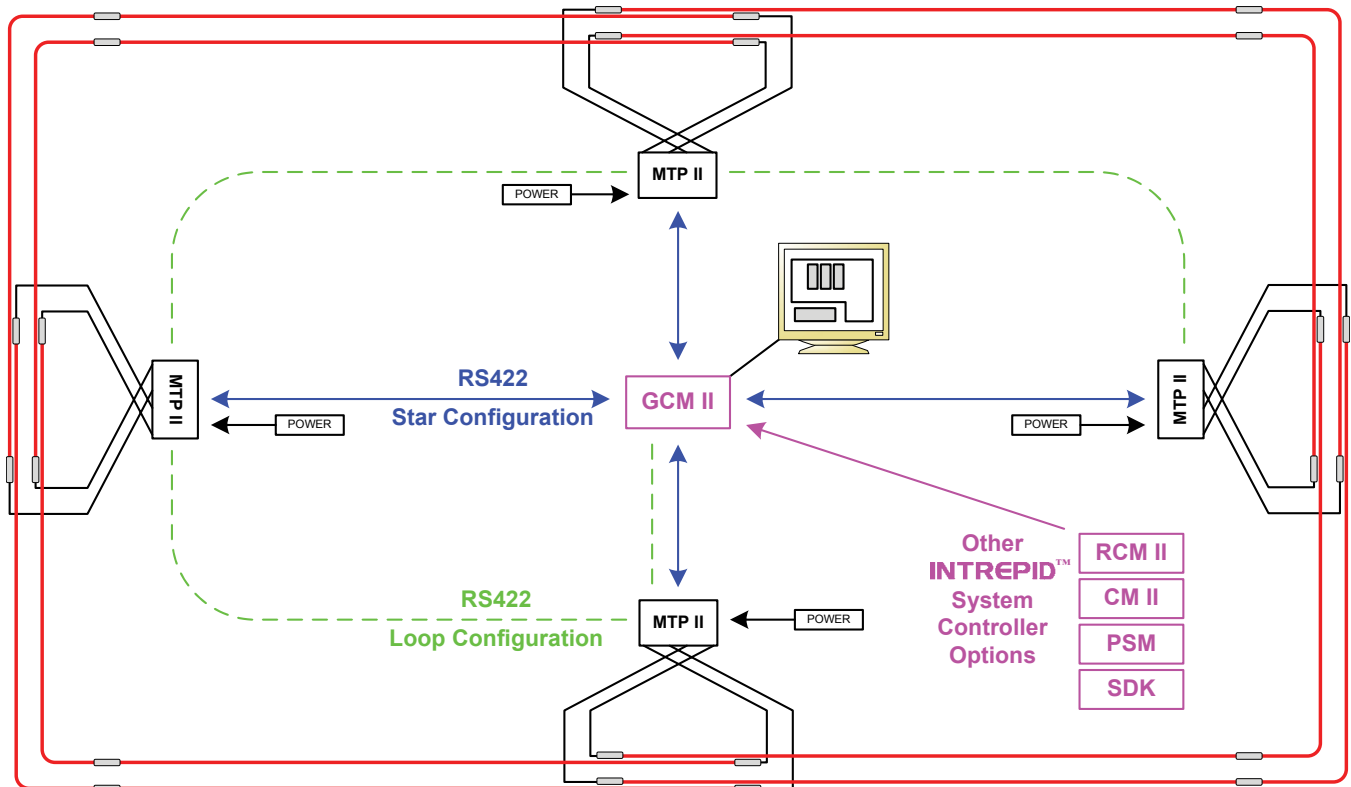 MTP II
POWER
MTP II
RS422
Star Configuration
POWER
GCM II
POWER
MTP II
Other
INTREPID™
System
Controller
Options
RCM II
CM II
PSM
SDK
RS422
Loop Configuration
MTP II
POWER